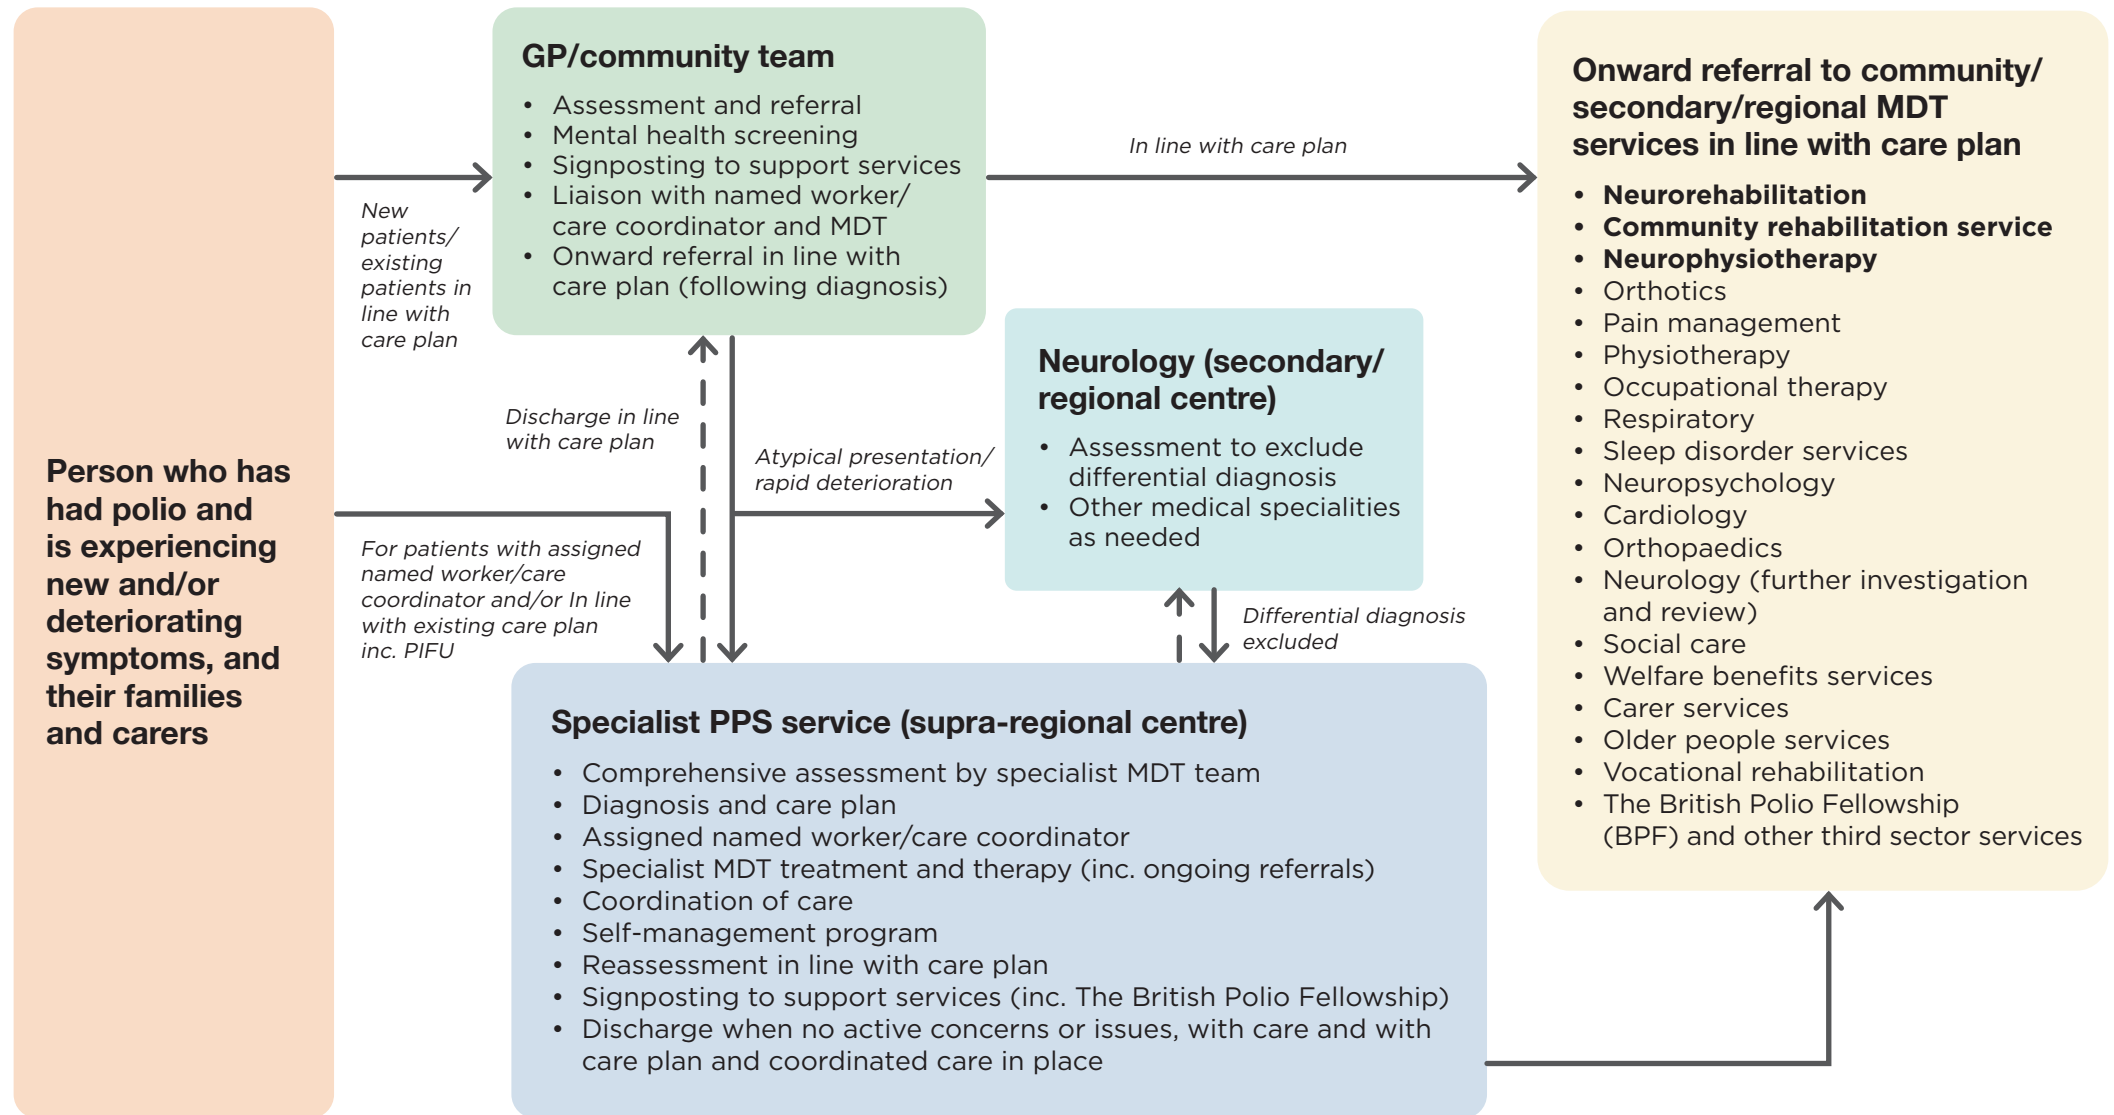 Person who has
had polio and
is experiencing
new and/or
deteriorating
symptoms, and
their families
and carers
New
patients/
existing
patients in
line with
care plan
For patients with assigned
named worker/care
coordinator and/or In line
with existing care plan
inc. PIFU
GP/community team
• Assessment and referral
• Mental health screening
• Signposting to support services
• Liaison with named worker/
care coordinator and MDT
• Onward referral in line with
care plan (following diagnosis)
In line with care plan
Discharge in line
with care plan
Atypical presentation/
rapid deterioration
Neurology (secondary/
regional centre)
• Assessment to exclude
differential diagnosis
• Other medical specialities
as needed
Differential diagnosis
excluded
Specialist PPS service (supra-regional centre)
• Comprehensive assessment by specialist MDT team
• Diagnosis and care plan
• Assigned named worker/care coordinator
• Specialist MDT treatment and therapy (inc. ongoing referrals)
• Coordination of care
• Self-management program
• Reassessment in line with care plan
• Signposting to support services (inc. The British Polio Fellowship)
• Discharge when no active concerns or issues, with care and with
care plan and coordinated care in place
Onward referral to community/
secondary/regional MDT
services in line with care plan
• Neurorehabilitation
• Community rehabilitation service
• Neurophysiotherapy
• Orthotics
• Pain management
• Physiotherapy
• Occupational therapy
• Respiratory
• Sleep disorder services
• Neuropsychology
• Cardiology
• Orthopaedics
• Neurology (further investigation
and review)
• Social care
• Welfare benefits services
• Carer services
• Older people services
• Vocational rehabilitation
• The British Polio Fellowship
(BPF) and other third sector services